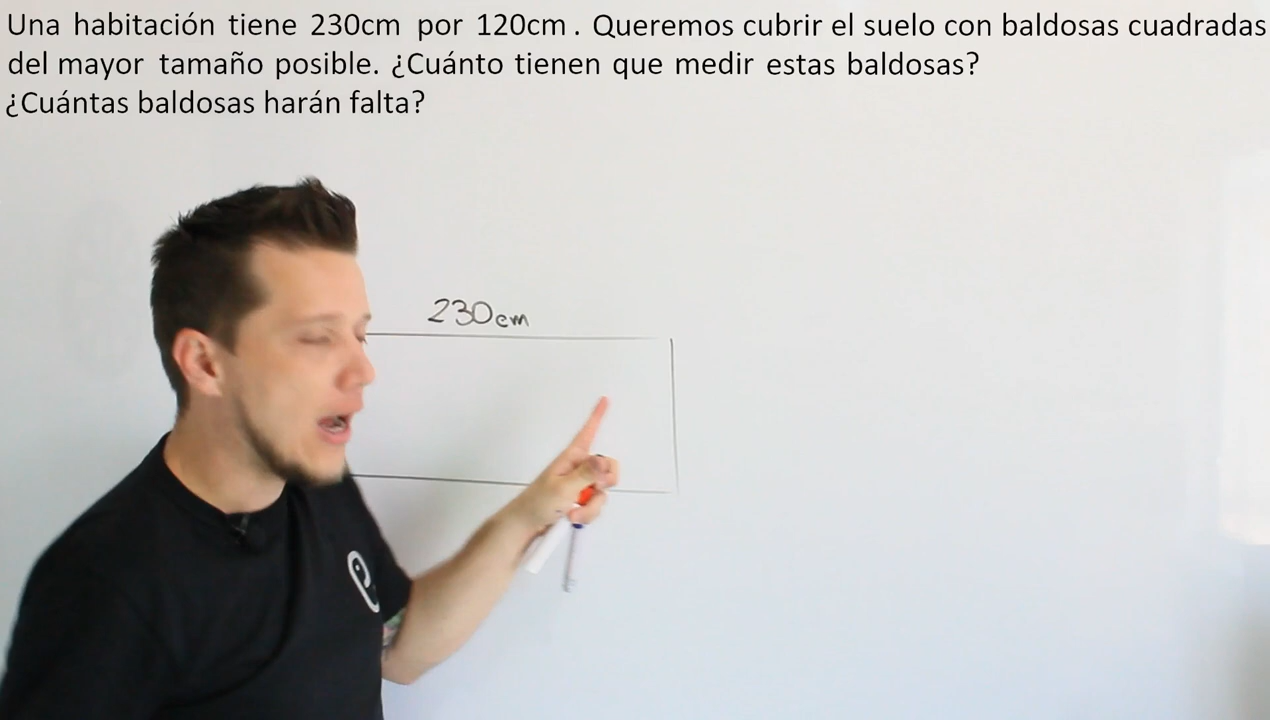 Una habitación tiene 230cm por 120cm. Queremos cubrir el suelo con baldosas cuadradas
del mayor tamaño posible. ¿Cuánto tienen que medir estas baldosas?
¿Cuántas baldosas harán falta?
230cm